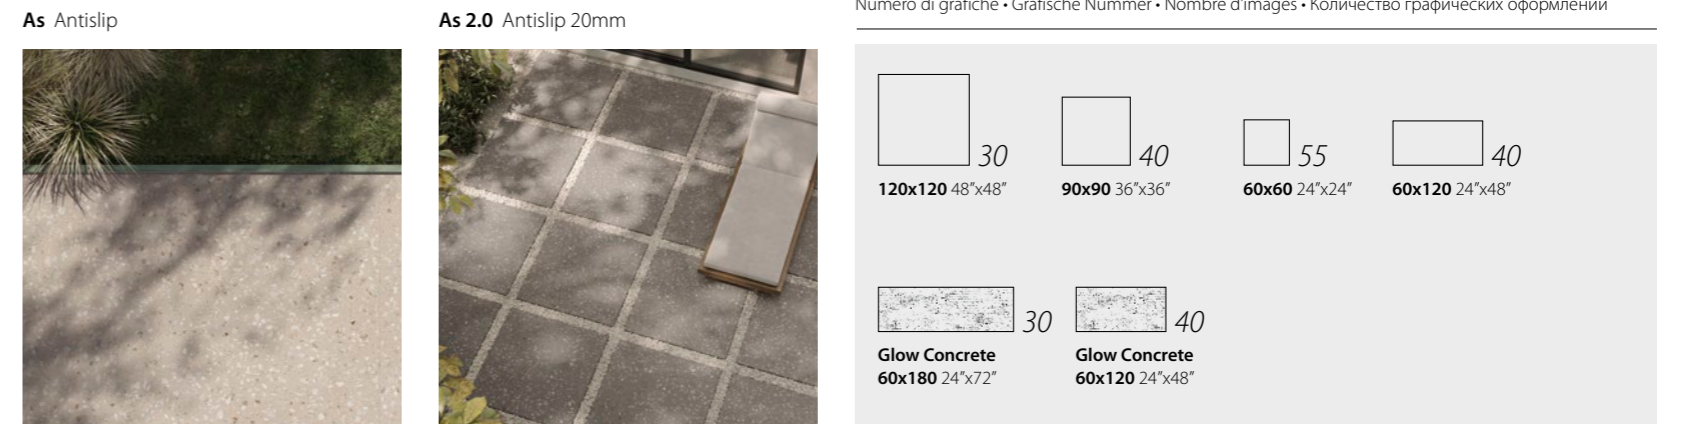 As Antislip
As 2.0 Antislip 20mm
Numero di grafiche • Grafische Nummer • Nombre d'images • Количество графических оформлений
30
40
55
40
120x120 48”x48”
90x90 36”x36”
60x60 24”x24”
60x120 24”x48”
30
40
Glow Concrete
60x180 24”x72”
Glow Concrete
60x120 24”x48”